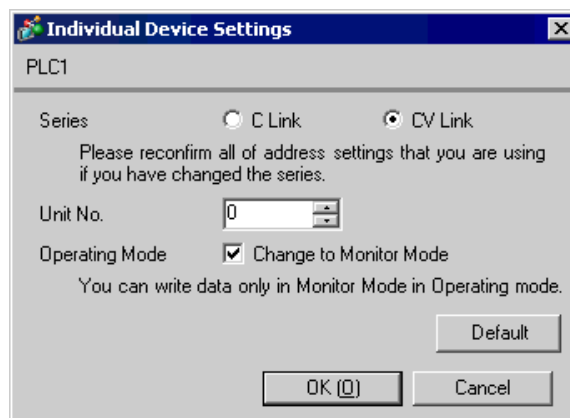 Individual Device Settings
PLC1
Series C Link CV Link
Please reconfirm all of address settings that you are using
if you have changed the series.
Unit No. 0
Operating Mode Change to Monitor Mode
You can write data only in Monitor Mode in Operating mode.
Default
OK (O) Cancel